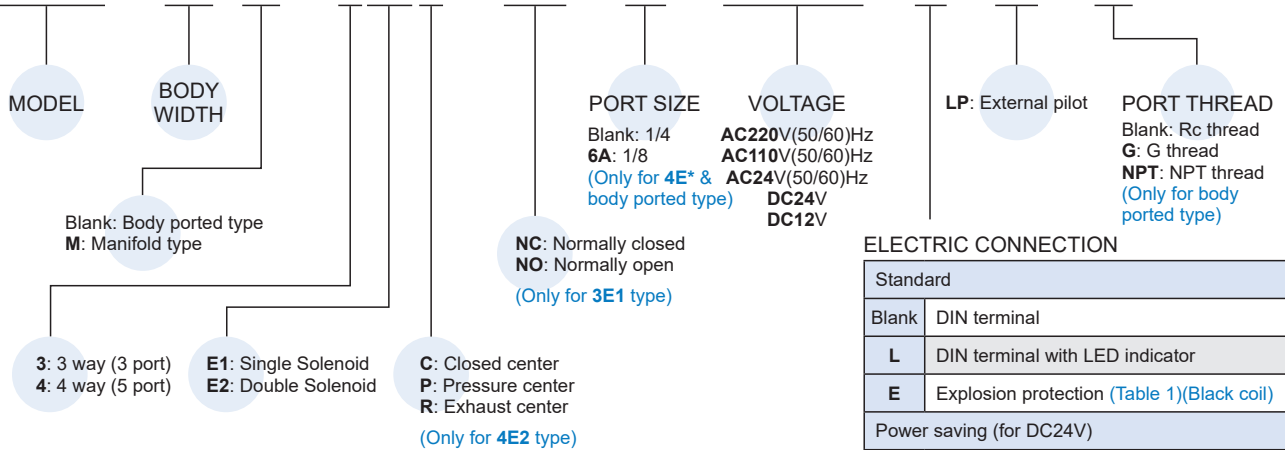 MODEL
BODY
WIDTH
Blank: Body ported type
M: Manifold type
3: 3 way (3 port)
4: 4 way (5 port)
E1: Single Solenoid
E2: Double Solenoid
C: Closed center
P: Pressure center
R: Exhaust center
(Only for 4E2 type)
NC: Normally closed
NO: Normally open
(Only for 3E1 type)
PORT SIZE
Blank: 1/4
6A: 1/8
(Only for 4E* &
body ported type)
VOLTAGE
AC220V(50/60)Hz
AC110V(50/60)Hz
AC24V(50/60)Hz
DC24V
DC12V
LP: External pilot
PORT THREAD
Blank: Rc thread
G: G thread
NPT: NPT thread
(Only for body
ported type)
ELECTRIC CONNECTION
Standard
Blank DIN terminal
L DIN terminal with LED indicator
E Explosion protection (Table 1)(Black coil)
Power saving (for DC24V)